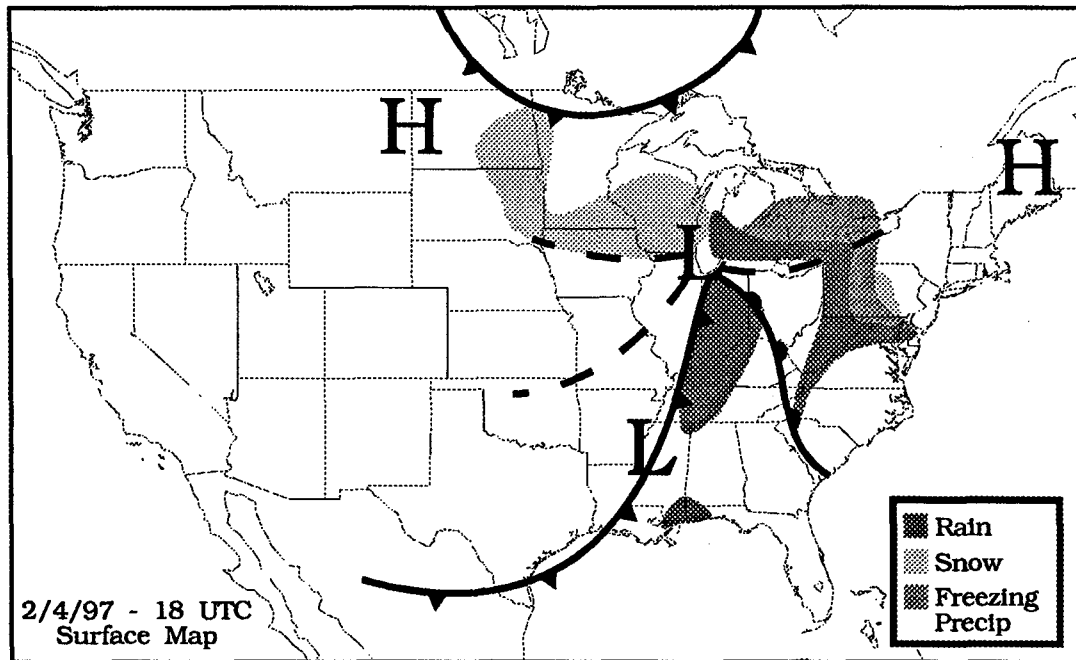 H
H
L
L
Rain
Snow
Freezing
Precip
2/4/97 - 18 UTC
Surface Map